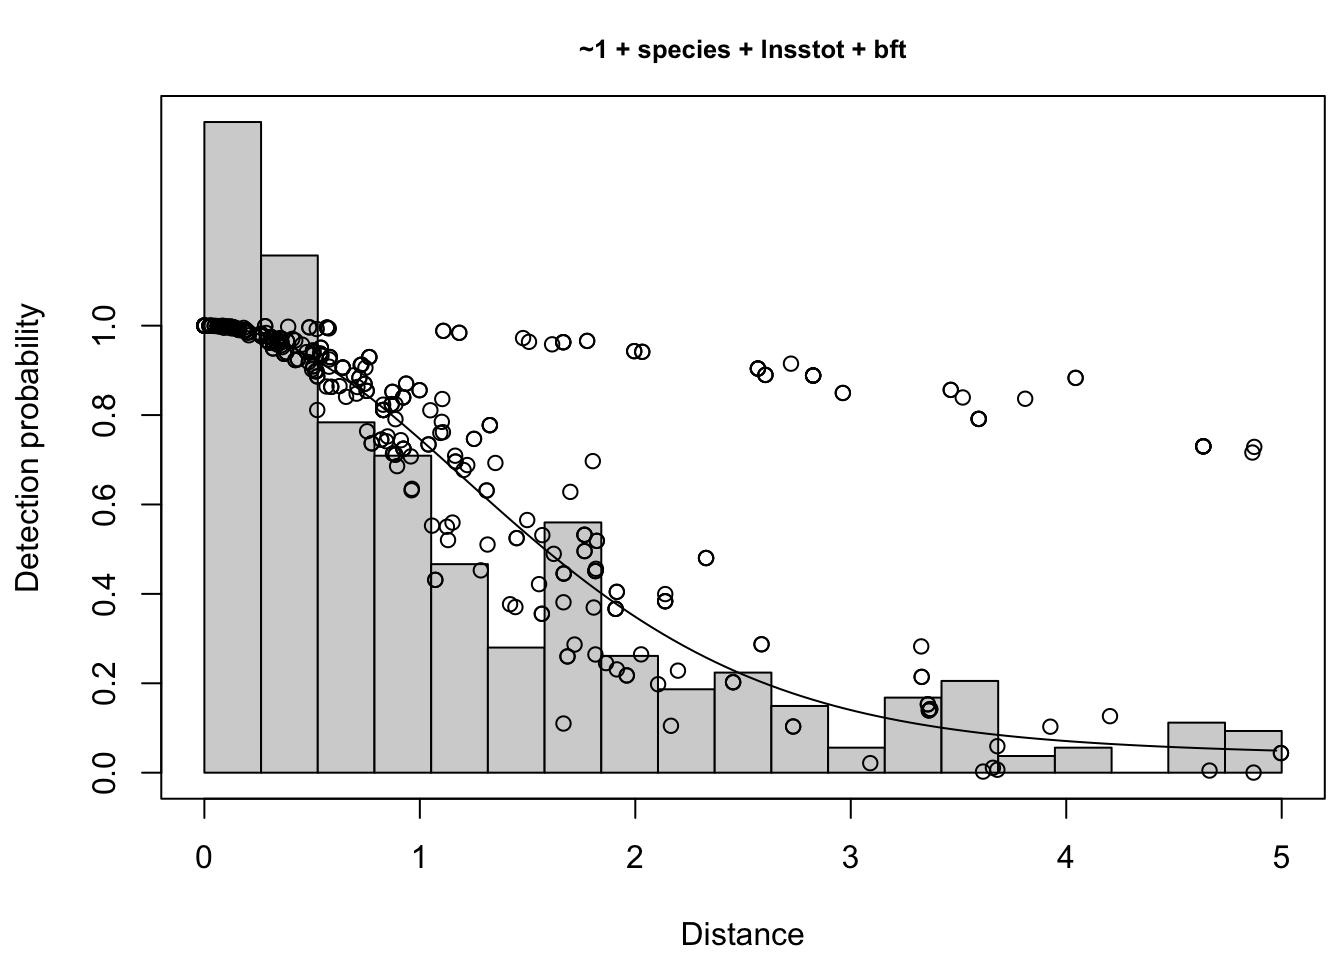 ~1 + species + lnsstot + bft
Detection probability
1.0
0.8
0.6
0.4
0.2
0.0
0 1 2 3 4 5
Distance